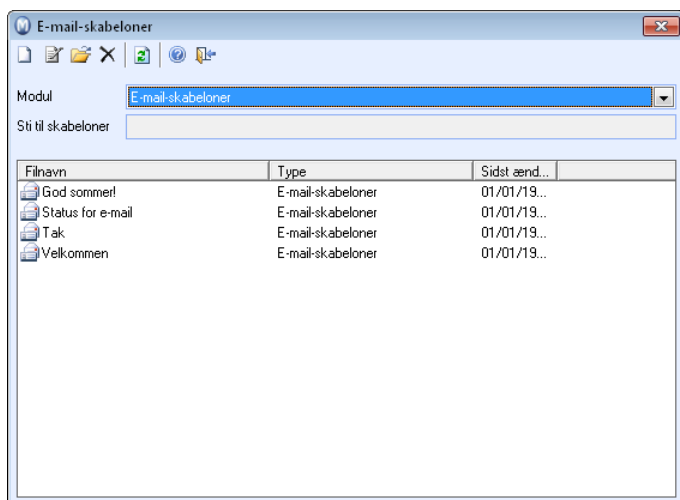 E-mail-skabeloner
Modul E-mail-skabeloner
Sti til skabeloner
Filnavn Type Sidst ænd...
God sommer! E-mail-skabeloner 01/01/19...
Status for e-mail E-mail-skabeloner 01/01/19...
Tak E-mail-skabeloner 01/01/19...
Velkommen E-mail-skabeloner 01/01/19...